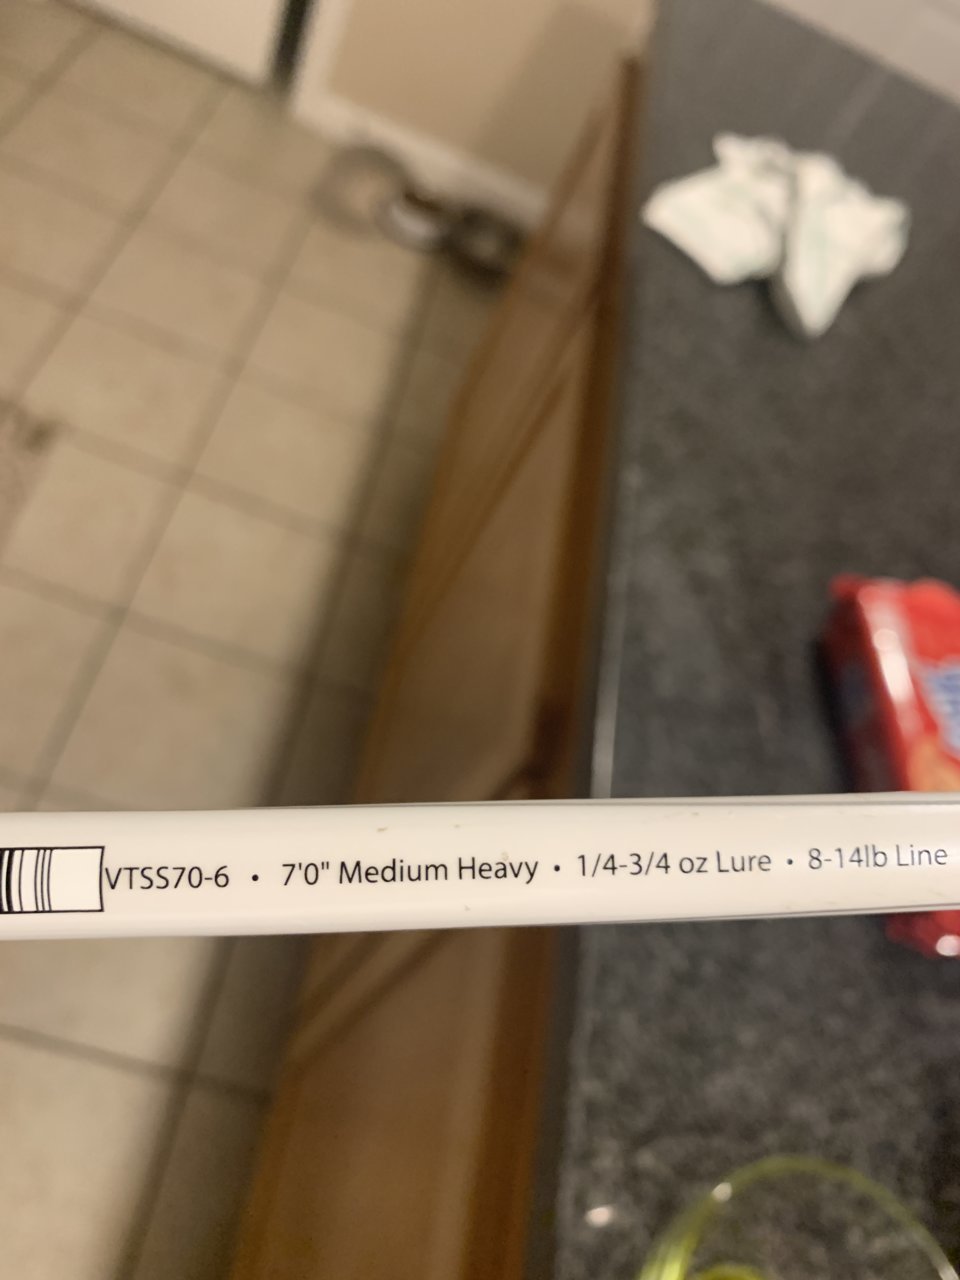 VTSS70-6 • 7'0" Medium Heavy • 1/4-3/4 oz Lure • 8-14lb Line